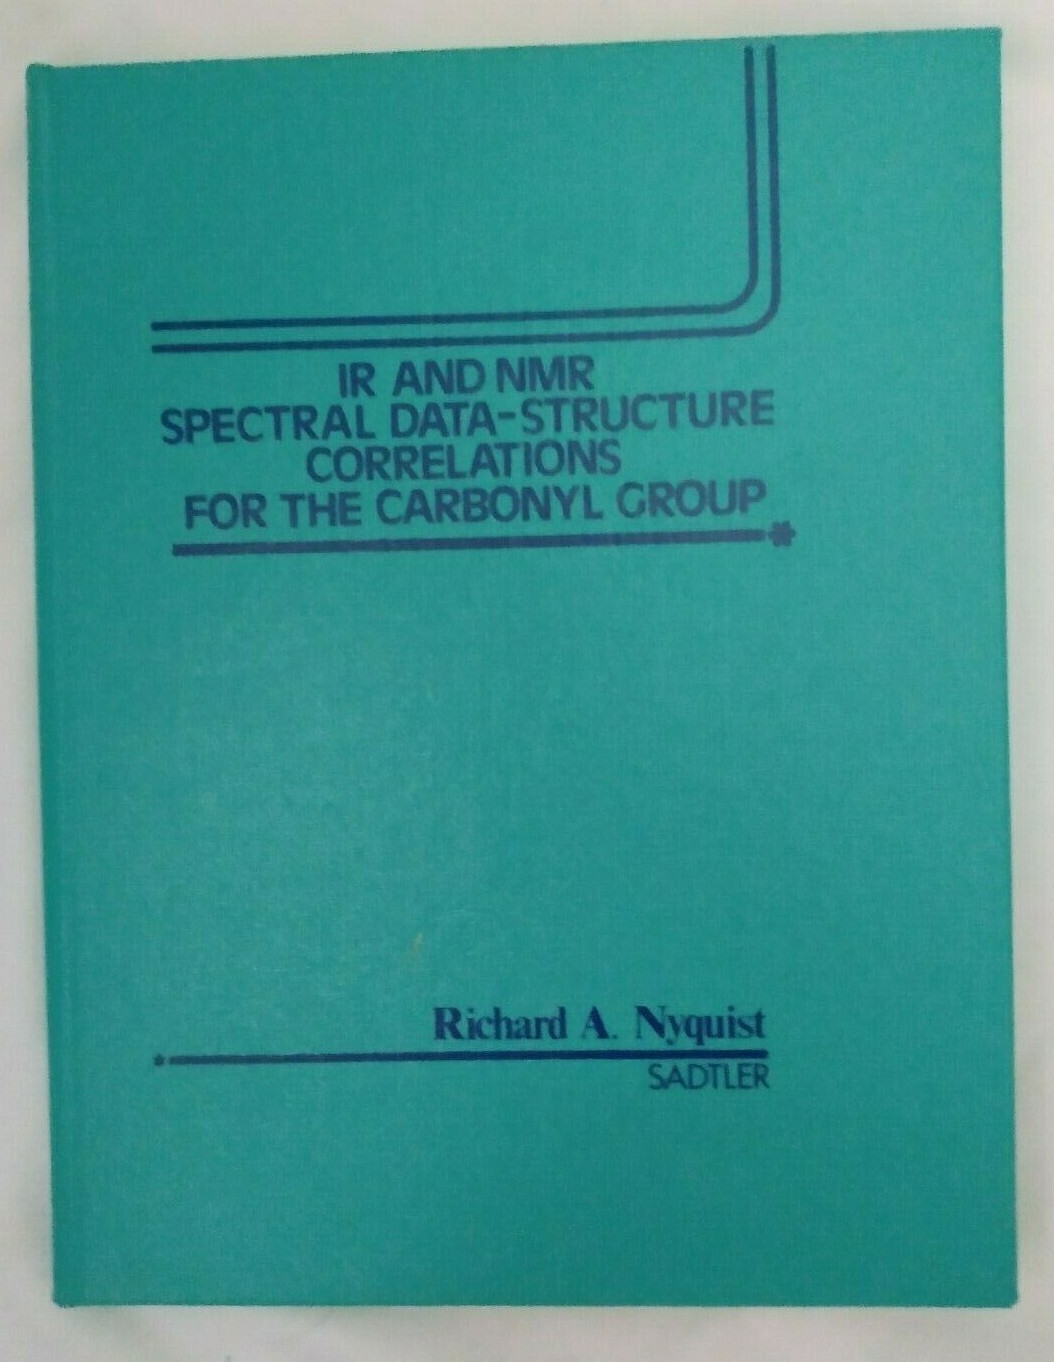 IR AND NMR
SPECTRAL DATA-STRUCTURE
CORRELATIONS
FOR THE CARBONYL GROUP
Richard A. Nyquist
SADTLER